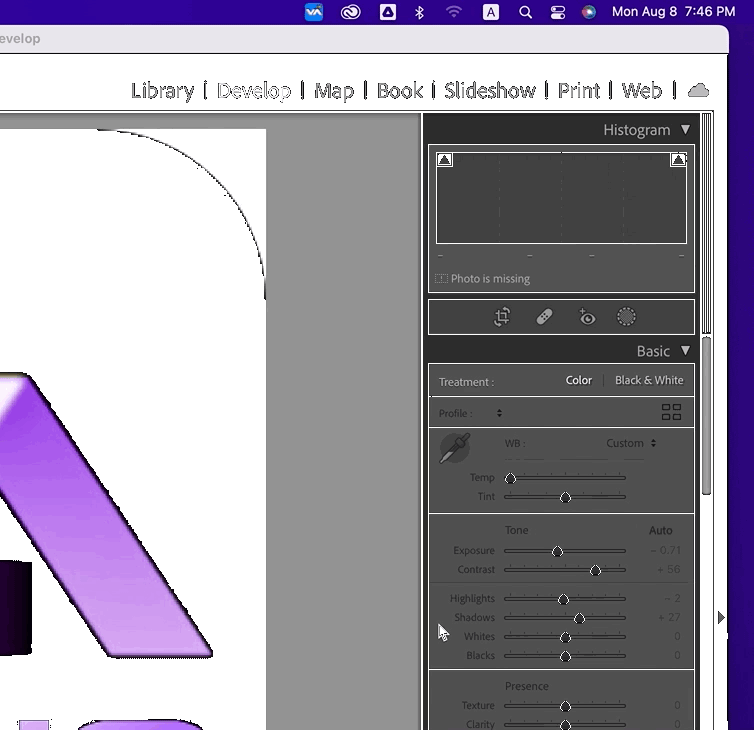 VA A Mon Aug 8 7:46 PM
evelop
Library | Develop | Map | Book | Slideshow | Print | Web |
Histogram
Photo is missing
Basic
Treatment : Color | Black & White
Profile :
WB : Custom
Temp
Tint
Tone Auto
Exposure – 0.71
Contrast + 56
Highlights – 2
Shadows + 27
Whites 0
Blacks 0
Presence
Texture 0
Clarity 0